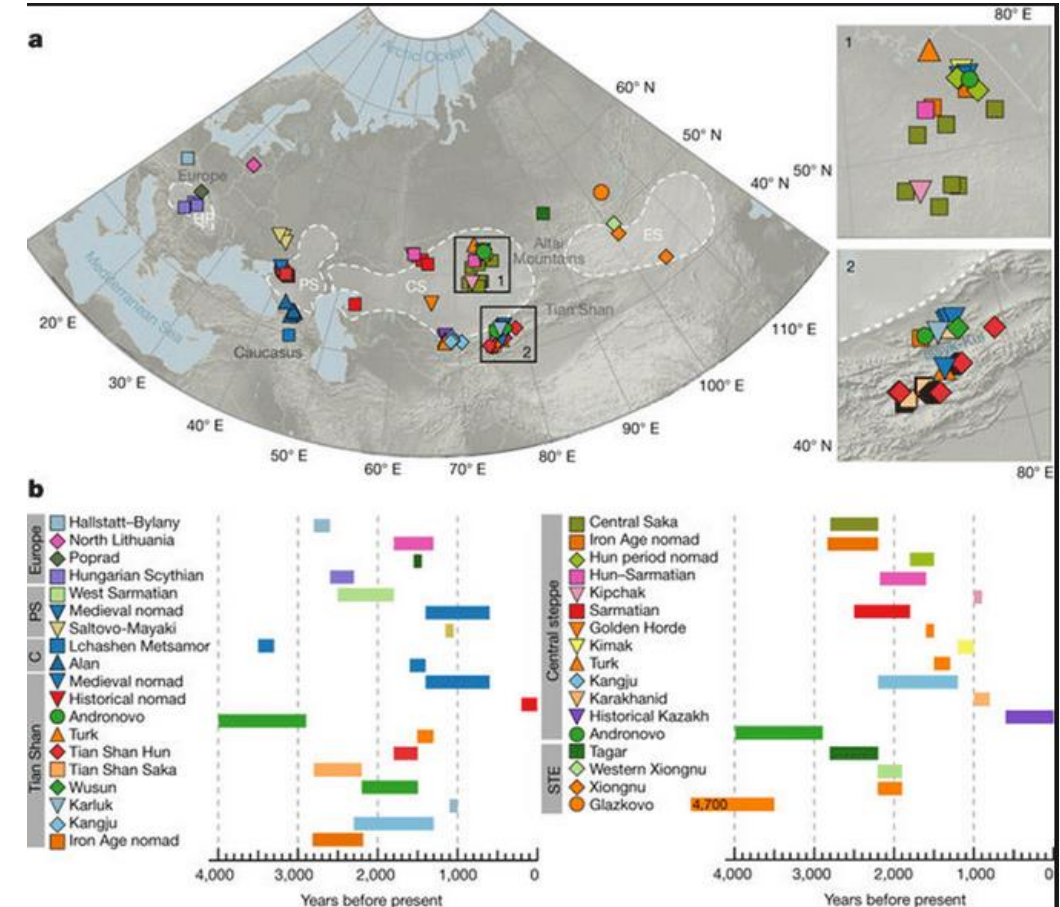 a
Arctic Ocean
60° N
50° N
40° N
Europe
HP
Altai
Mountains
ES
PS
CS
1
Tian Shan
2
Mediterranean Sea
Caucasus
20° E
30° E
40° E
50° E
60° E
70° E
80° E
90° E
100° E
110° E
80° E
1
50° N
2
40° N
80° E
b
Europe
Hallstatt–Bylany
North Lithuania
Poprad
Hungarian Scythian
PS
West Sarmatian
Medieval nomad
Saltovo-Mayaki
C
Lchashen Metsamor
Alan
Tian Shan
Medieval nomad
Historical nomad
Andronovo
Turk
Tian Shan Hun
Tian Shan Saka
Wusun
Karluk
Kangju
Iron Age nomad
4,000 3,000 2,000 1,000 0
Years before present
Central steppe
Central Saka
Iron Age nomad
Hun period nomad
Hun–Sarmatian
Kipchak
Sarmatian
Golden Horde
Kimak
Turk
Kangju
Karakhanid
Historical Kazakh
Andronovo
STE
Tagar
Western Xiongnu
Xiongnu
Glazkovo
4,700
4,000 3,000 2,000 1,000 0
Years before present